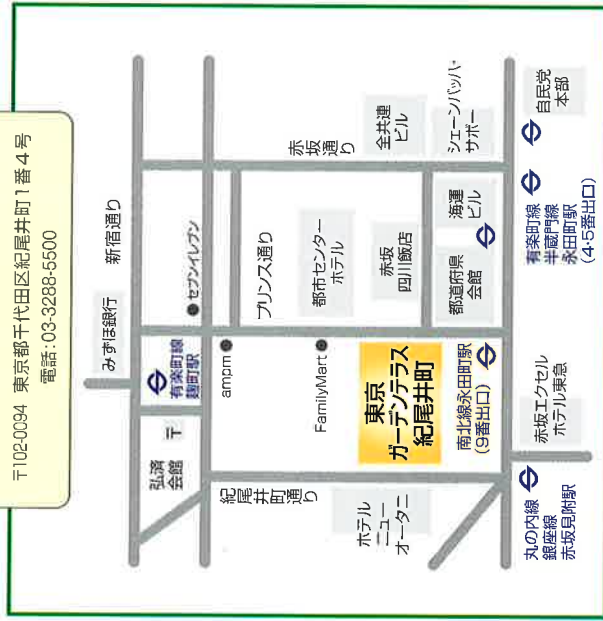 〒102-0094 東京都千代田区紀尾井町1番4号
電話:03-3288-5500
みずほ銀行
新宿通り
弘済
会館
〒
有楽町線
麹町駅
セブンイレブン
ampm
プリンス通り
紀尾井町通り
FamilyMart
都市センター
ホテル
赤坂
通り
全共連
ビル
ホテル
ニュー
オータニ
東京
ガーデンテラス
紀尾井町
赤坂
四川飯店
都道府県
会館
海運
ビル
シェーンバッハ・
サボー
南北線永田町駅
(9番出口)
丸の内線
銀座線
赤坂見附駅
赤坂エクセル
ホテル東急
有楽町線
半蔵門線
永田町駅
(4・5番出口)
自民党
本部